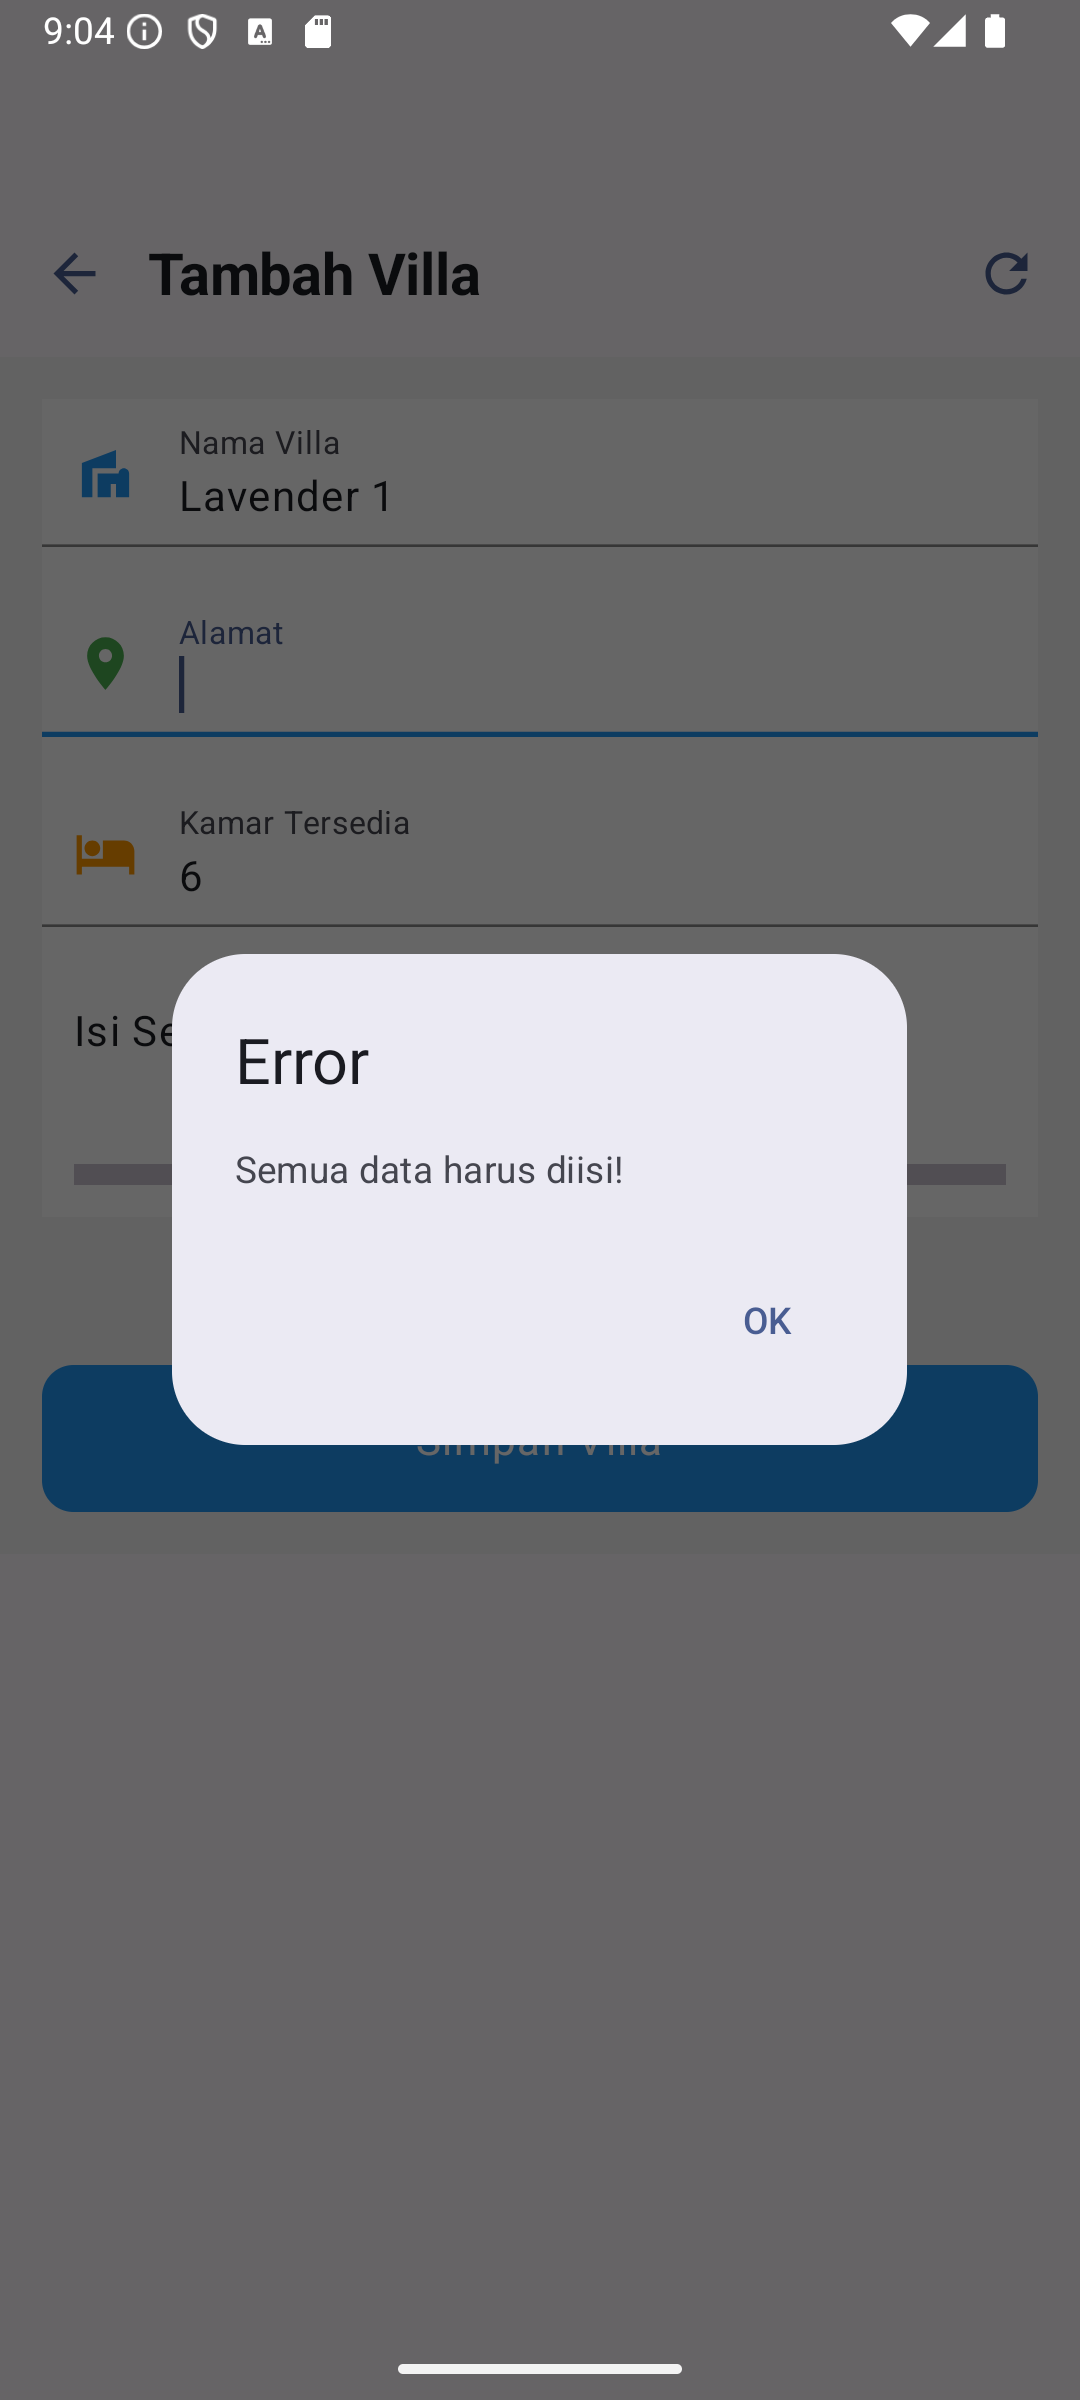 9:04
Tambah Villa
Nama Villa
Lavender 1
Alamat
Kamar Tersedia
6
Isi Se
Error
Semua data harus diisi!
OK
Simpan Villa